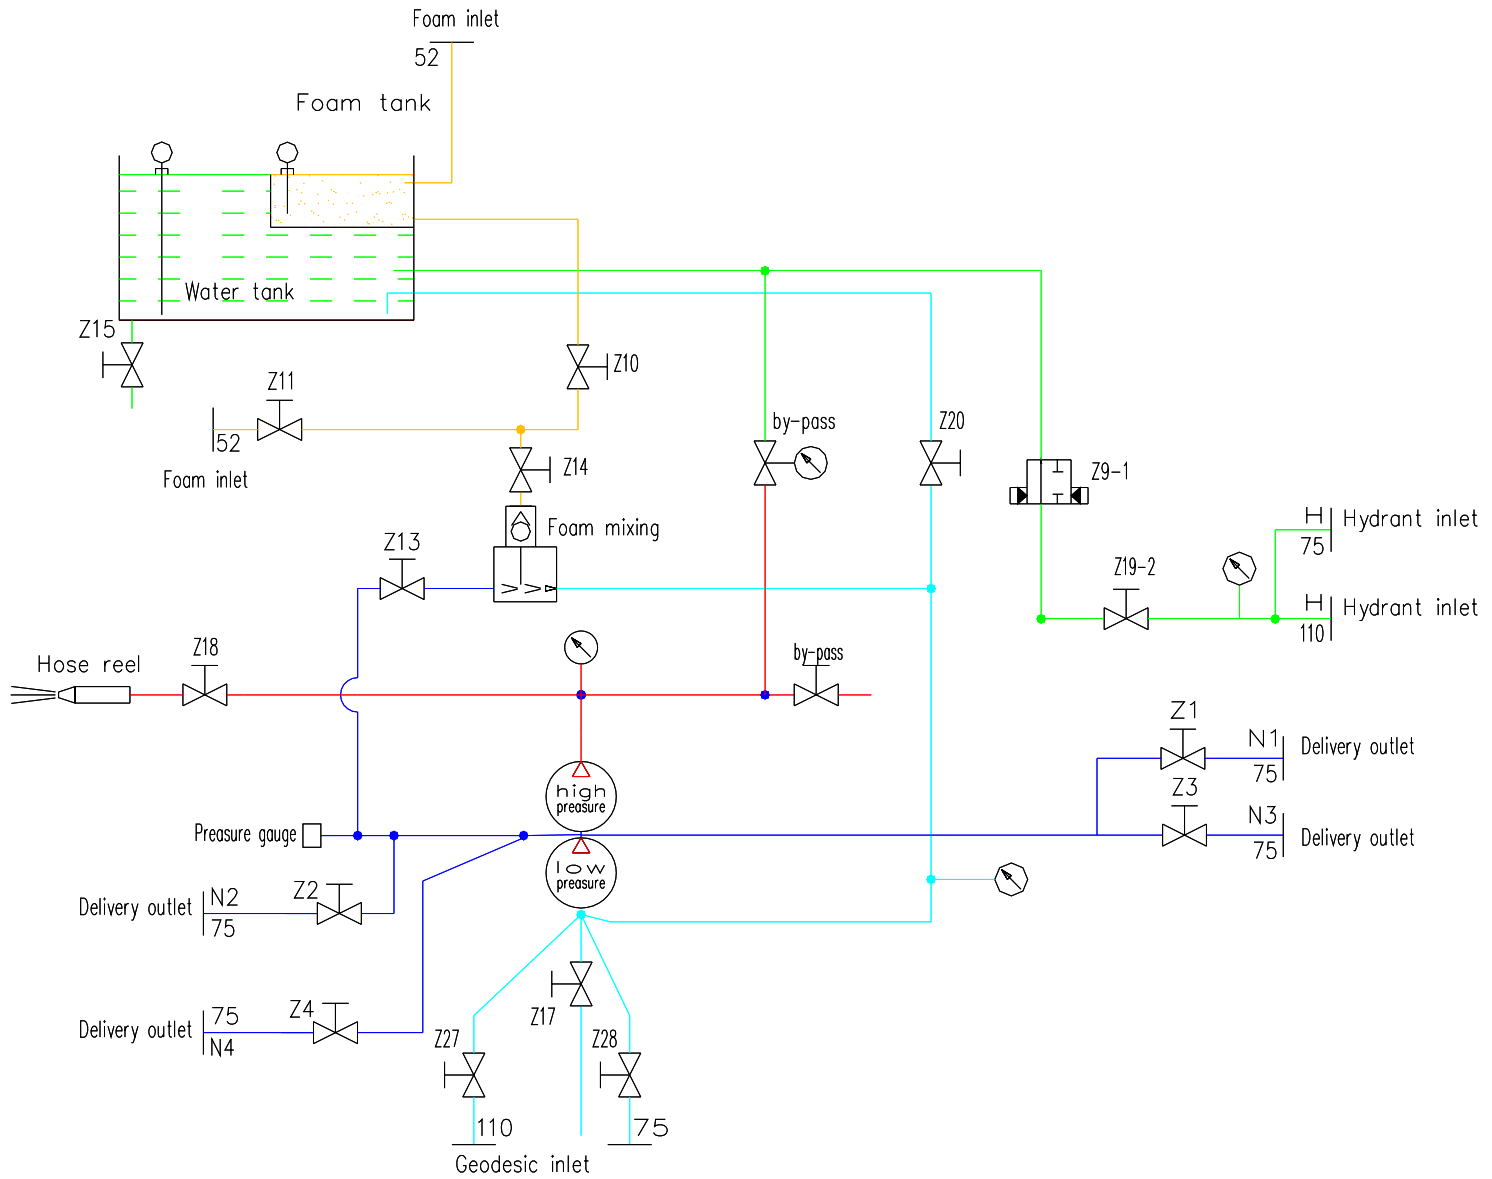 Foam inlet
52
Foam tank
Water tank
Z15
Z10
Z11
52
Foam inlet
by-pass
Z20
Z14
Z9-1
Foam mixing
H
75
Hydrant inlet
Z13
Z19-2
H
110
Hydrant inlet
Z18
Hose reel
by-pass
Z1
N1
75
Delivery outlet
high
preasure
Z3
N3
75
Delivery outlet
Preasure gauge
low
preasure
Z2
N2
75
Delivery outlet
Z4
75
N4
Delivery outlet
Z17
Z27
Z28
110
75
Geodesic inlet